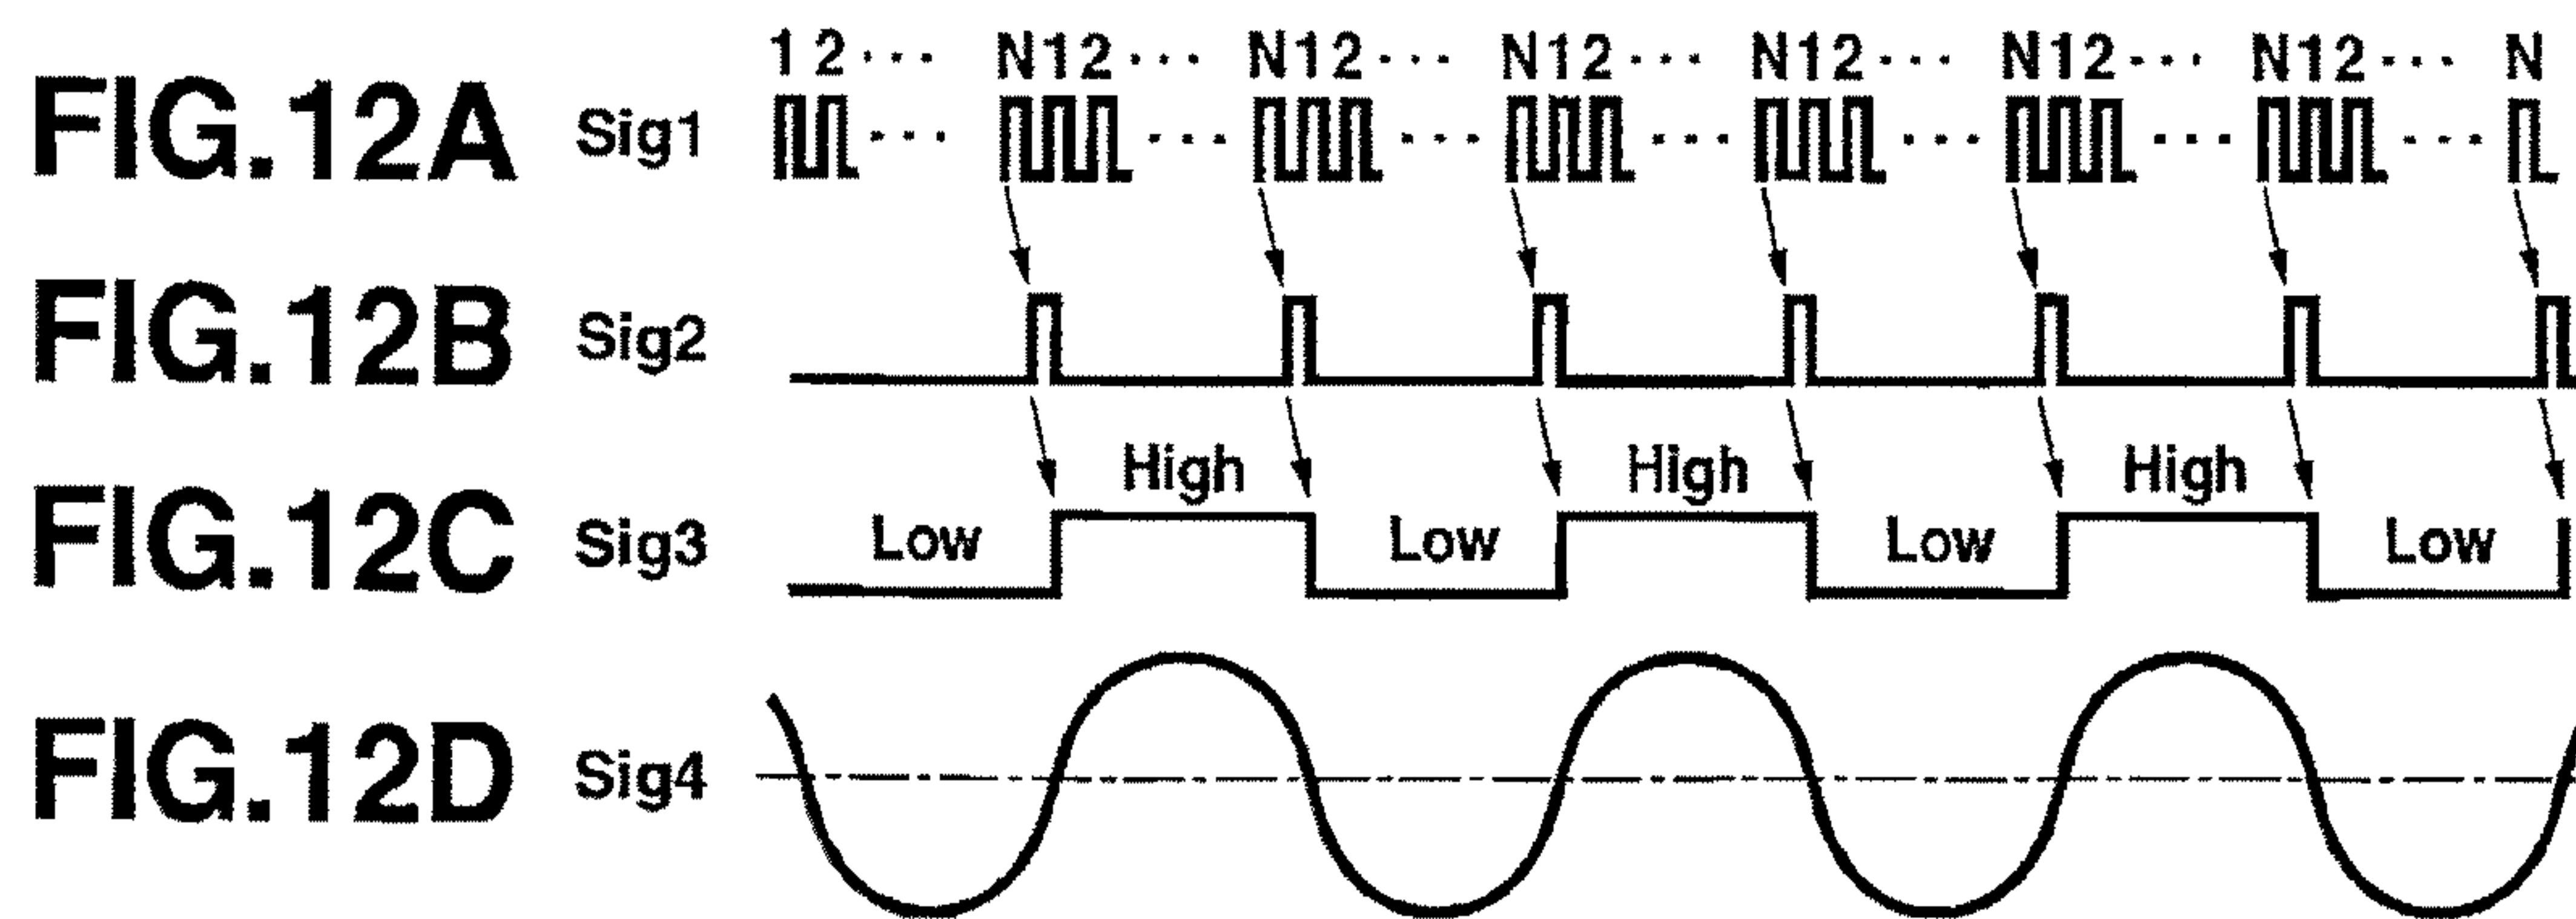 1 2 ··· N 1 2 ··· N 1 2 ··· N 1 2 ··· N 1 2 ··· N 1 2 ··· N 1 2 ··· N
FIG.12A Sig1 ··· ··· ··· ··· ··· ··· ···
FIG.12B Sig2
High High High
FIG.12C Sig3 Low Low Low Low
FIG.12D Sig4